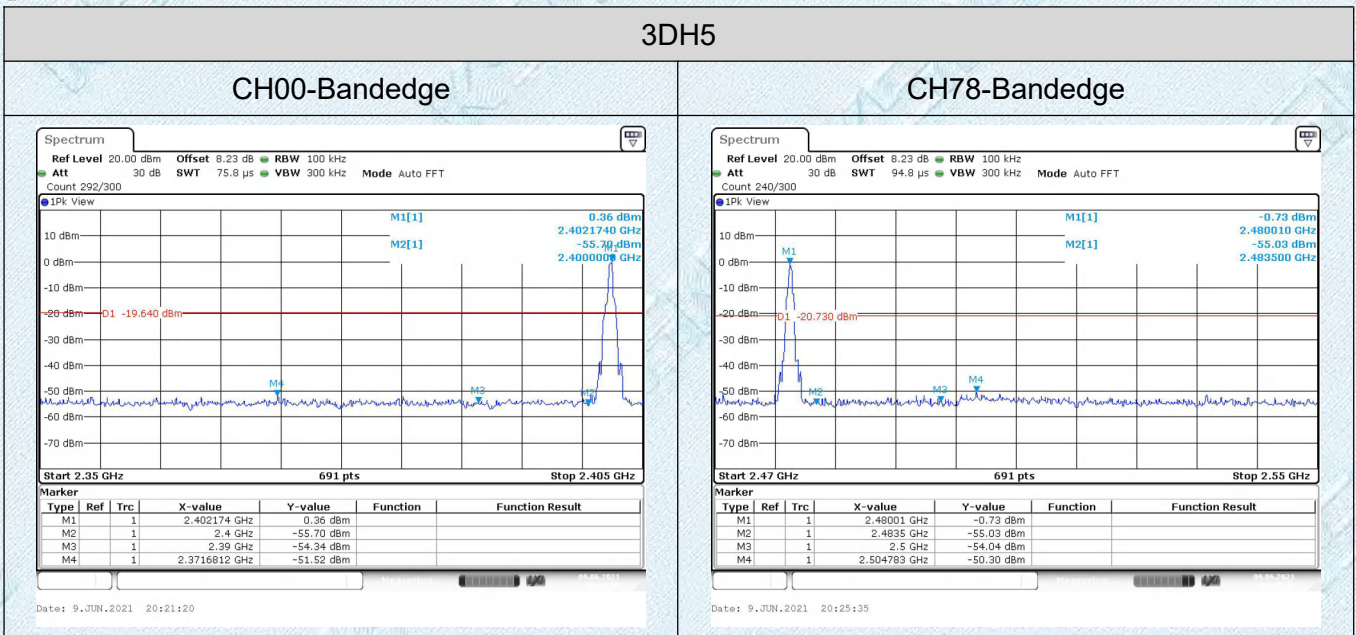 3DH5
CH00-Bandedge
CH78-Bandedge
Spectrum
Ref Level 20.00 dBm Offset 8.23 dB RBW 100 kHz
Att 30 dB SWT 75.8 µs VBW 300 kHz Mode Auto FFT
Count 292/300
1Pk View
M1[1] 0.36 dBm
2.4021740 GHz
M2[1] -55.70 dBm
2.4000000 GHz
M1
10 dBm
0 dBm
-10 dBm
-20 dBm
D1 -19.640 dBm
-30 dBm
-40 dBm
M4
-50 dBm
M3
M2
-60 dBm
-70 dBm
Start 2.35 GHz 691 pts Stop 2.405 GHz
Marker
Type Ref Trc X-value Y-value Function Function Result
M1 1 2.402174 GHz 0.36 dBm
M2 1 2.4 GHz -55.70 dBm
M3 1 2.39 GHz -54.34 dBm
M4 1 2.3716812 GHz -51.52 dBm
09.06.2021
Date: 9.JUN.2021 20:21:20
Spectrum
Ref Level 20.00 dBm Offset 8.23 dB RBW 100 kHz
Att 30 dB SWT 94.8 µs VBW 300 kHz Mode Auto FFT
Count 240/300
1Pk View
M1[1] -0.73 dBm
2.480010 GHz
M2[1] -55.03 dBm
2.483500 GHz
10 dBm
M1
0 dBm
-10 dBm
-20 dBm
D1 -20.730 dBm
-30 dBm
-40 dBm
M4
-50 dBm
M2
M3
-60 dBm
-70 dBm
Start 2.47 GHz 691 pts Stop 2.55 GHz
Marker
Type Ref Trc X-value Y-value Function Function Result
M1 1 2.48001 GHz -0.73 dBm
M2 1 2.4835 GHz -55.03 dBm
M3 1 2.5 GHz -54.04 dBm
M4 1 2.504783 GHz -50.30 dBm
09.06.2021
Date: 9.JUN.2021 20:25:35